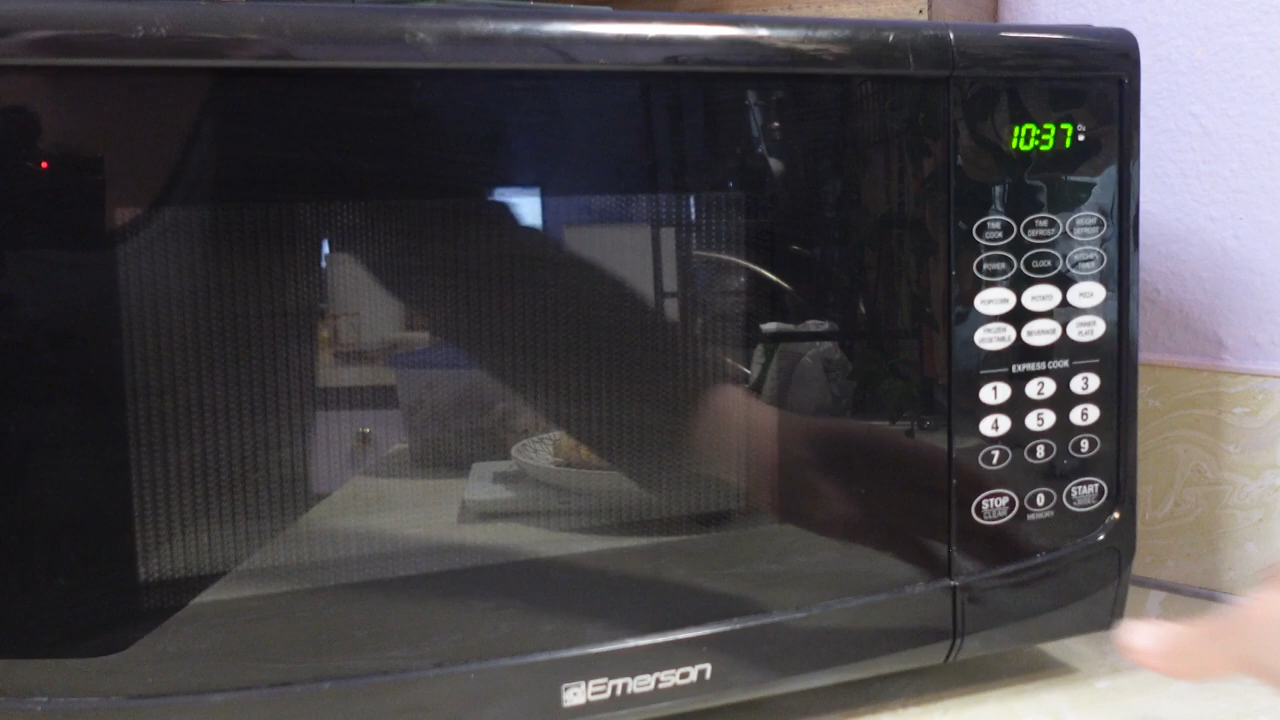 10:37
TIME COOK
TIME DEFROST
WEIGHT DEFROST
POWER
CLOCK
KITCHEN TIMER
POPCORN
POTATO
PIZZA
FROZEN VEGETABLE
BEVERAGE
DINNER PLATE
EXPRESS COOK
1 2 3
4 5 6
7 8 9
STOP
CLEAR
0
MEMORY
START
Emerson